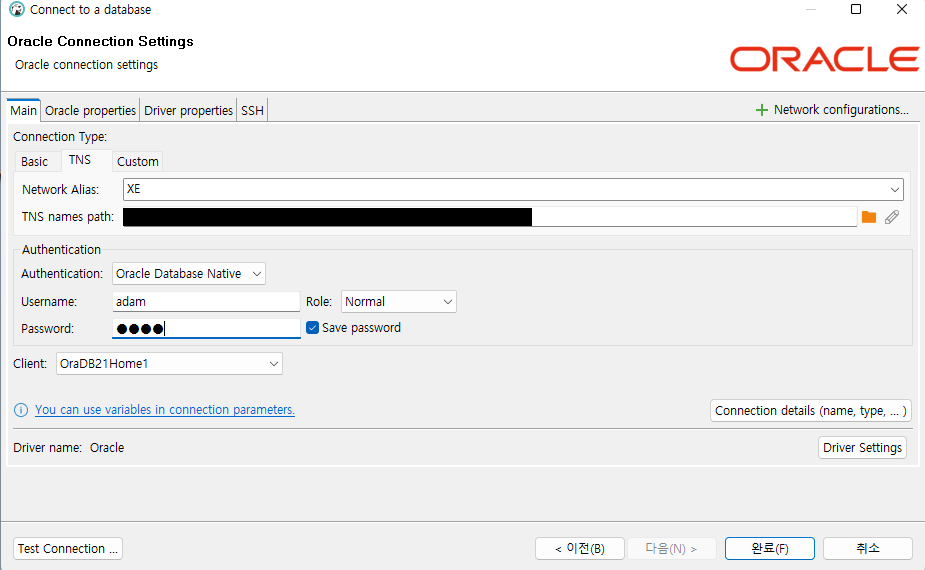 Connect to a database
Oracle Connection Settings
Oracle connection settings
ORACLE
Main Oracle properties Driver properties SSH + Network configurations...
Connection Type:
Basic TNS Custom
Network Alias: XE
TNS names path:
Authentication
Authentication: Oracle Database Native
Username: adam Role: Normal
Password: ●●●● Save password
Client: OraDB21Home1
You can use variables in connection parameters.
Connection details (name, type, ... )
Driver name: Oracle Driver Settings
Test Connection ... < 이전(B) 다음(N) > 완료(F) 취소